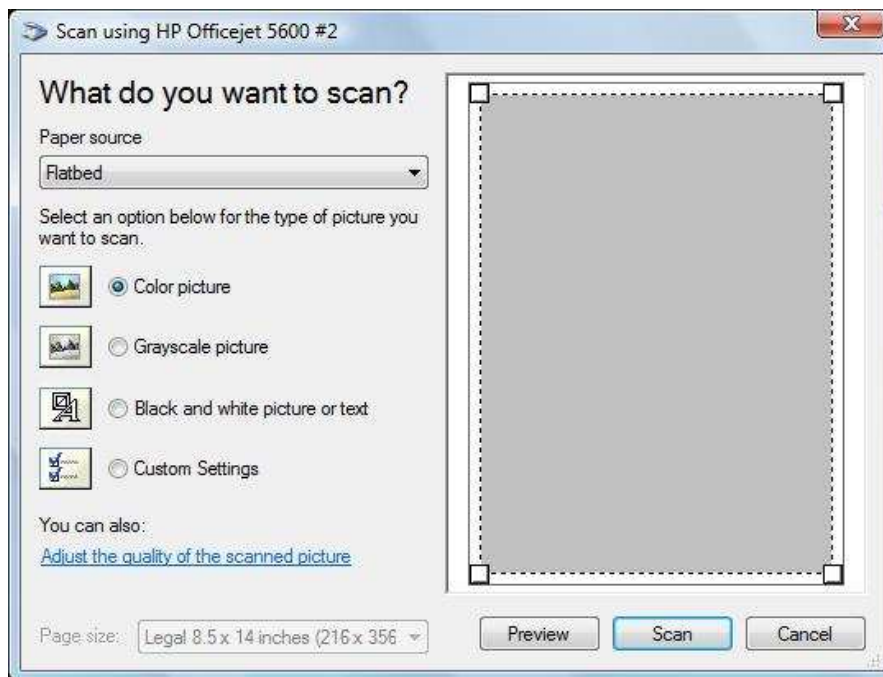 Scan using HP Officejet 5600 #2
What do you want to scan?
Paper source
Flatbed
Select an option below for the type of picture you
want to scan.
Color picture
Grayscale picture
Black and white picture or text
Custom Settings
You can also:
Adjust the quality of the scanned picture
Page size: Legal 8.5 x 14 inches (216 x 356
Preview Scan Cancel